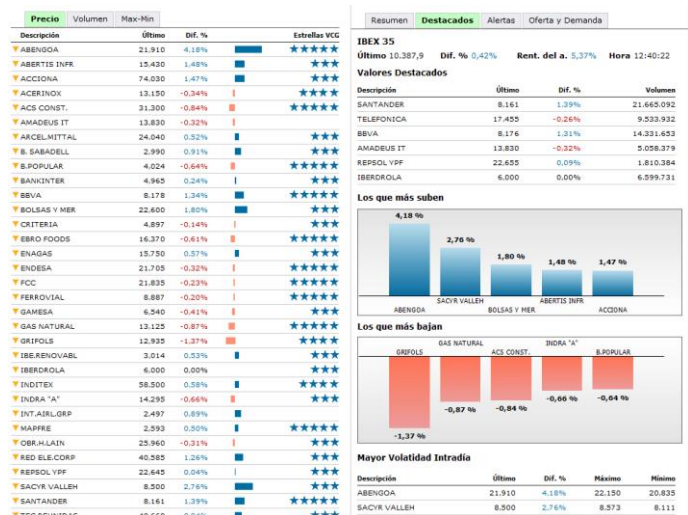 Precio Volumen Max-Min
Descripción Último Dif. % Estrellas VCG
ABENGOA 21.910 4,18%
ABERTIS INFR 15.430 1.48%
ACCIONA 74.030 1.47%
ACERINOX 13.150 -0,34%
ACS CONST. 31.300 -0,84%
AMADEUS IT 13.830 -0,32%
ARCEL.MITTAL 24.040 0.52%
B. SABADELL 2.990 0.91%
B.POPULAR 4.024 -0,64%
BANKINTER 4.965 0.24%
BBVA 8.178 1.34%
BOLSAS Y MER 22.600 1.80%
CRITERIA 4.897 -0.14%
EBRO FOODS 16.370 -0,61%
ENAGAS 15.750 0.57%
ENDESA 21.705 -0,32%
FCC 21.835 -0,23%
FERROVIAL 8.887 -0,20%
GAMESA 6.540 -0,41%
GAS NATURAL 13.125 -0,87%
GRIFOLS 12.935 -1,37%
IBE.RENOVABL 3.014 0.53%
IBERDROLA 6.000 0.00%
INDITEX 58.500 0.58%
INDRA "A" 14.295 -0,66%
INT.AIRL.GRP 2.497 0.89%
MAPFRE 2.593 0.50%
OBR.H.LAIN 25.960 -0,31%
RED ELE.CORP 40.585 1.26%
REPSOL YPF 22.645 0.04%
SACYR VALLEH 8.500 2,76%
SANTANDER 8.161 1.39%
Resumen Destacados Alertas Oferta y Demanda
IBEX 35
Último 10.387,9 Dif. % 0,42% Rent. del a. 5,37% Hora 12:40:22
Valores Destacados
Descripción Último Dif. % Volumen
SANTANDER 8.161 1.39% 21.665.092
TELEFONICA 17.455 -0.26% 9.533.932
BBVA 8,176 1.31% 14.331.653
AMADEUS IT 13.830 -0,32% 5.058.379
REPSOL YPF 22.655 0.09% 1.810.384
IBERDROLA 6.000 0.00% 6.599.731
Los que más suben
4,18 %
2,76 %
1,80 %
1,48 %
1,47 %
SACYR VALLEH ABERTIS INFR
ABENGOA BOLSAS Y MER ACCIONA
Los que más bajan
GAS NATURAL INDRA "A"
GRIFOLS ACS CONST. B.POPULAR
-0,66 % -0,64 %
-0,87 % -0,84 %
-1,37 %
Mayor Volatidad Intradía
Descripción Último Dif. % Máximo Mínimo
ABENGOA 21.910 4,18% 22.150 20.835
SACYR VALLEH 8.500 2,76% 8.573 8.111